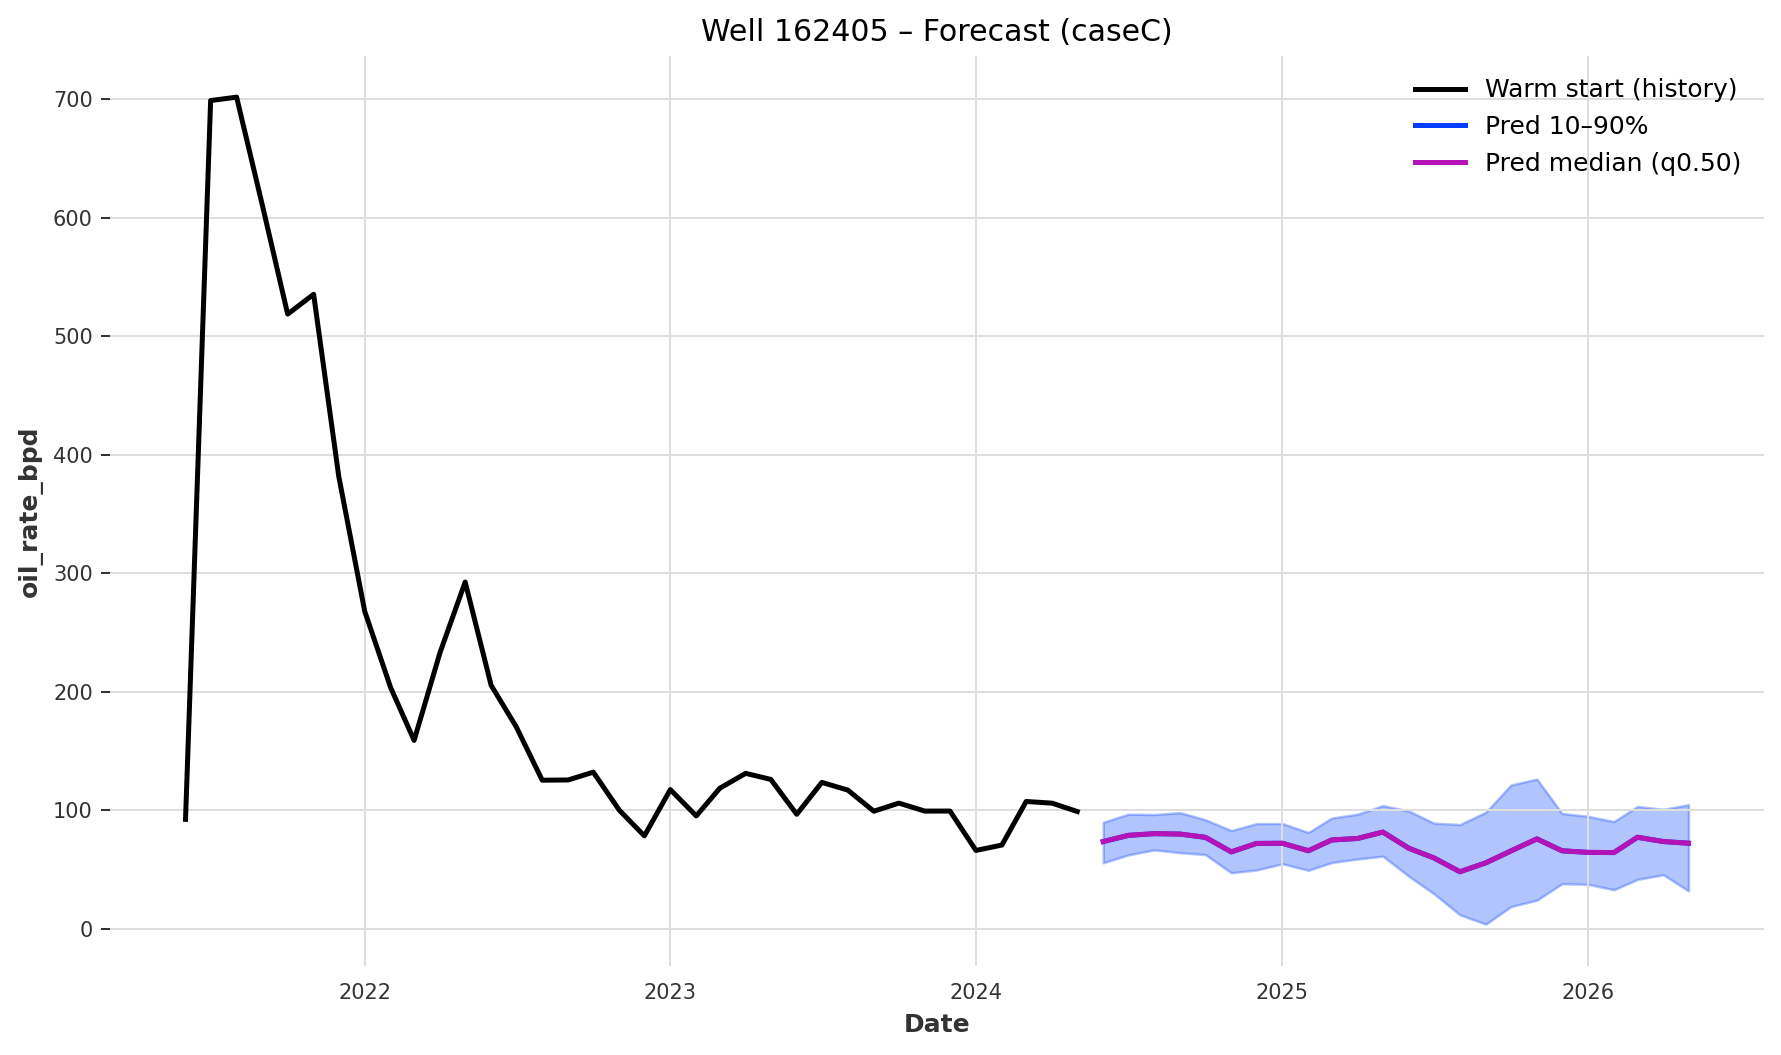 Well 162405 – Forecast (caseC)
Warm start (history)
Pred 10–90%
Pred median (q0.50)
oil_rate_bpd
700
600
500
400
300
200
100
0
2022
2023
2024
2025
2026
Date